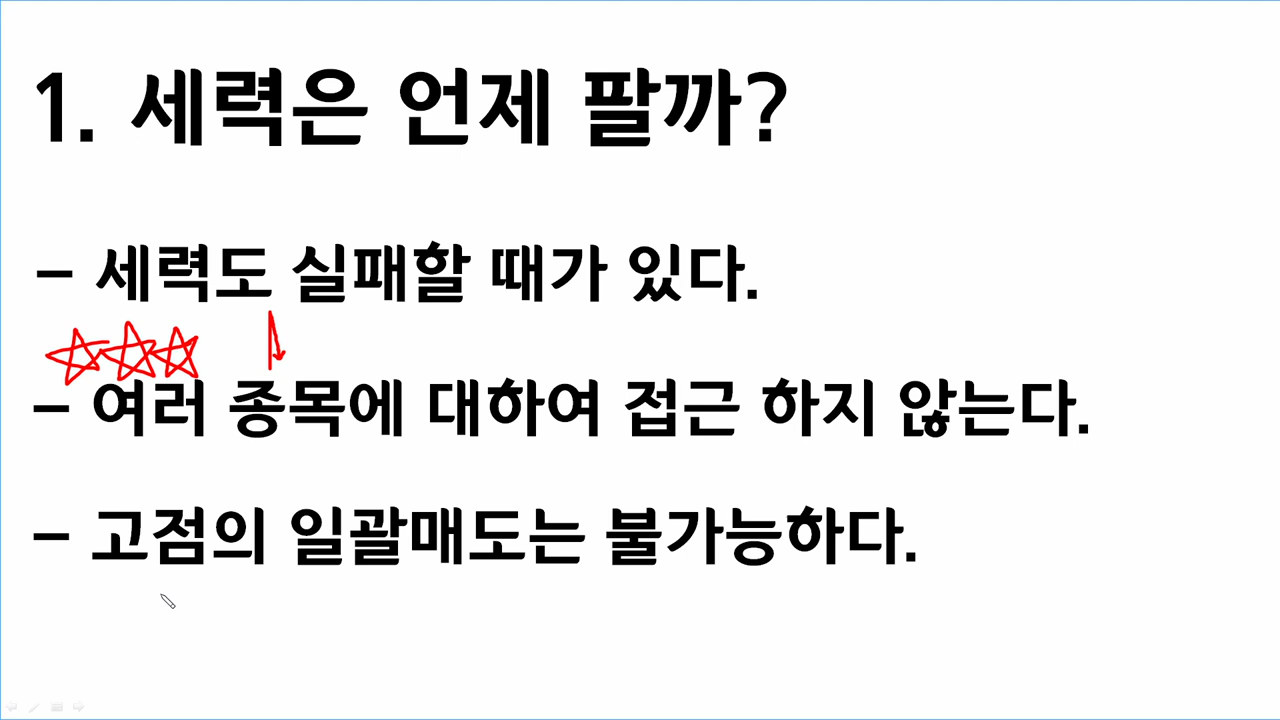 1. 세력은 언제 팔까?
- 세력도 실패할 때가 있다.
- 여러 종목에 대하여 접근 하지 않는다.
- 고점의 일괄매도는 불가능하다.